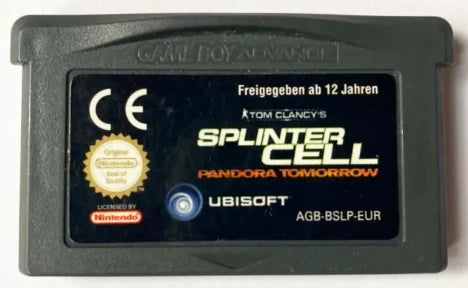 GAME BOY ADVANCE
Freigegeben ab 12 Jahren
CE
TOM CLANCY'S
SPLINTER
CELL
PANDORA TOMORROW
Original
Nintendo
Seal of
Quality
LICENSED BY
Nintendo
UBISOFT
AGB-BSLP-EUR